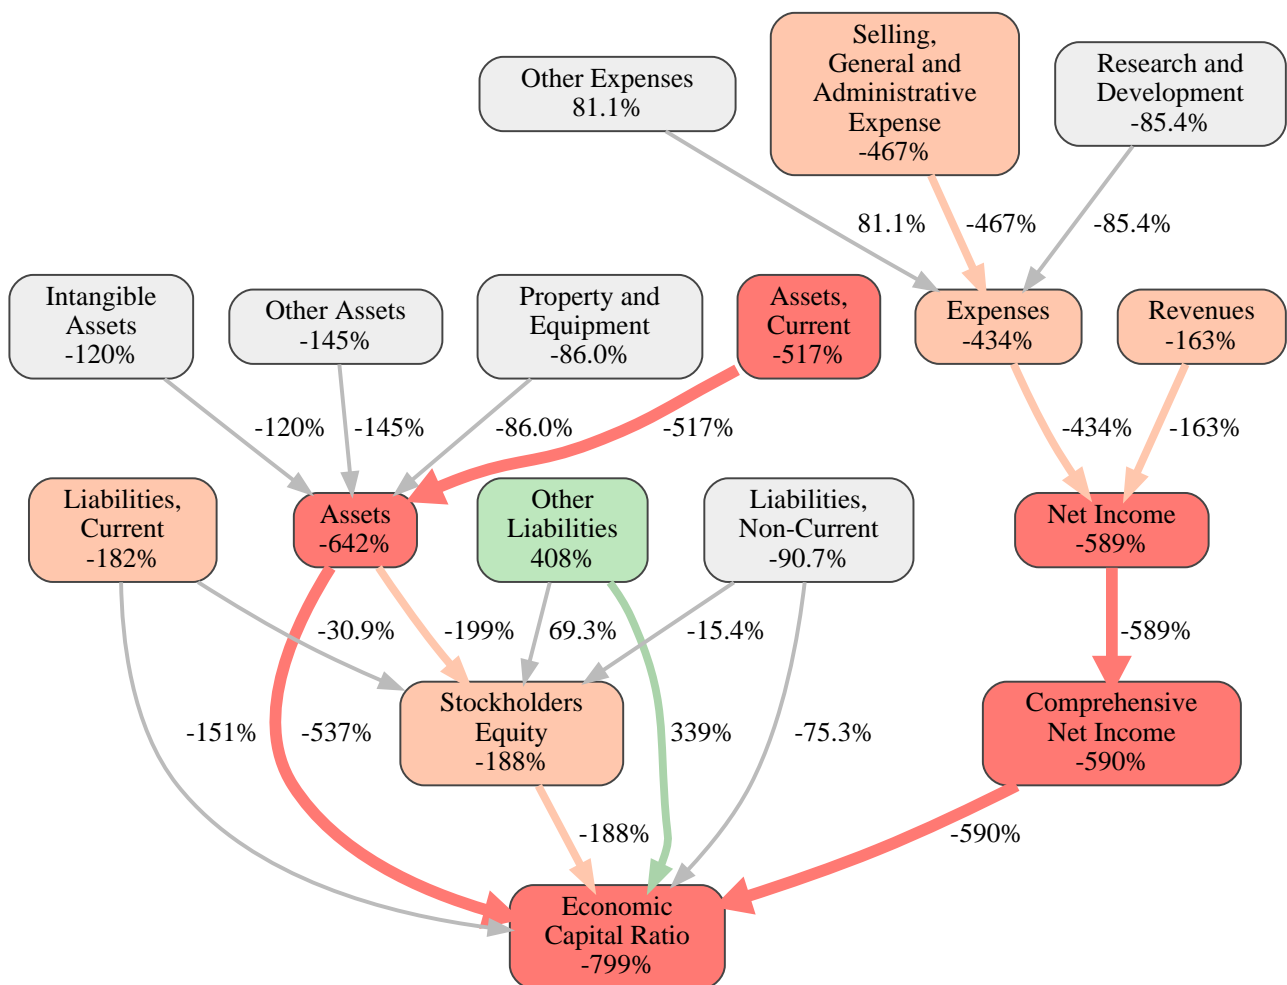 Selling,
General and
Administrative
Expense
-467%
Other Expenses
81.1%
Research and
Development
-85.4%
81.1%
-467%
-85.4%
Intangible
Assets
-120%
Other Assets
-145%
Property and
Equipment
-86.0%
Assets,
Current
-517%
Expenses
-434%
Revenues
-163%
-120%
-145%
-86.0%
-517%
-434%
-163%
Liabilities,
Current
-182%
Assets
-642%
Other
Liabilities
408%
Liabilities,
Non-Current
-90.7%
Net Income
-589%
-30.9%
-199%
69.3%
-15.4%
-589%
Stockholders
Equity
-188%
Comprehensive
Net Income
-590%
-151%
-537%
339%
-75.3%
-188%
-590%
Economic
Capital Ratio
-799%